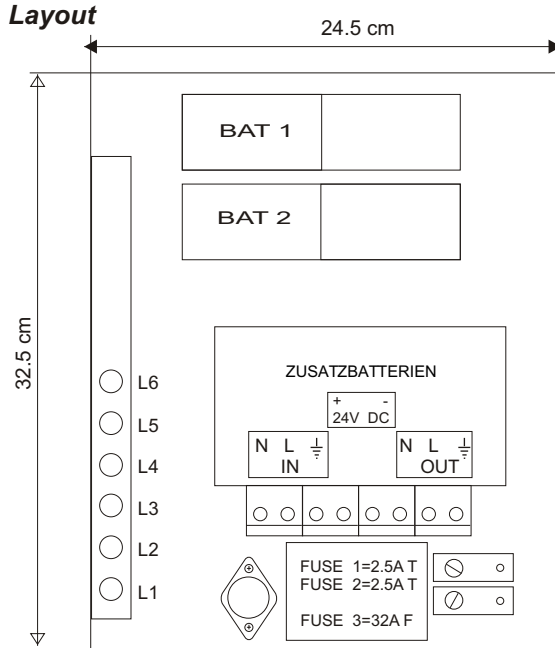 Layout
24.5 cm
BAT 1
BAT 2
32.5 cm
ZUSATZBATTERIEN
+ -
24V DC
N L
IN
N L
OUT
L6
L5
L4
L3
L2
L1
FUSE 1=2.5A T
FUSE 2=2.5A T
FUSE 3=32A F